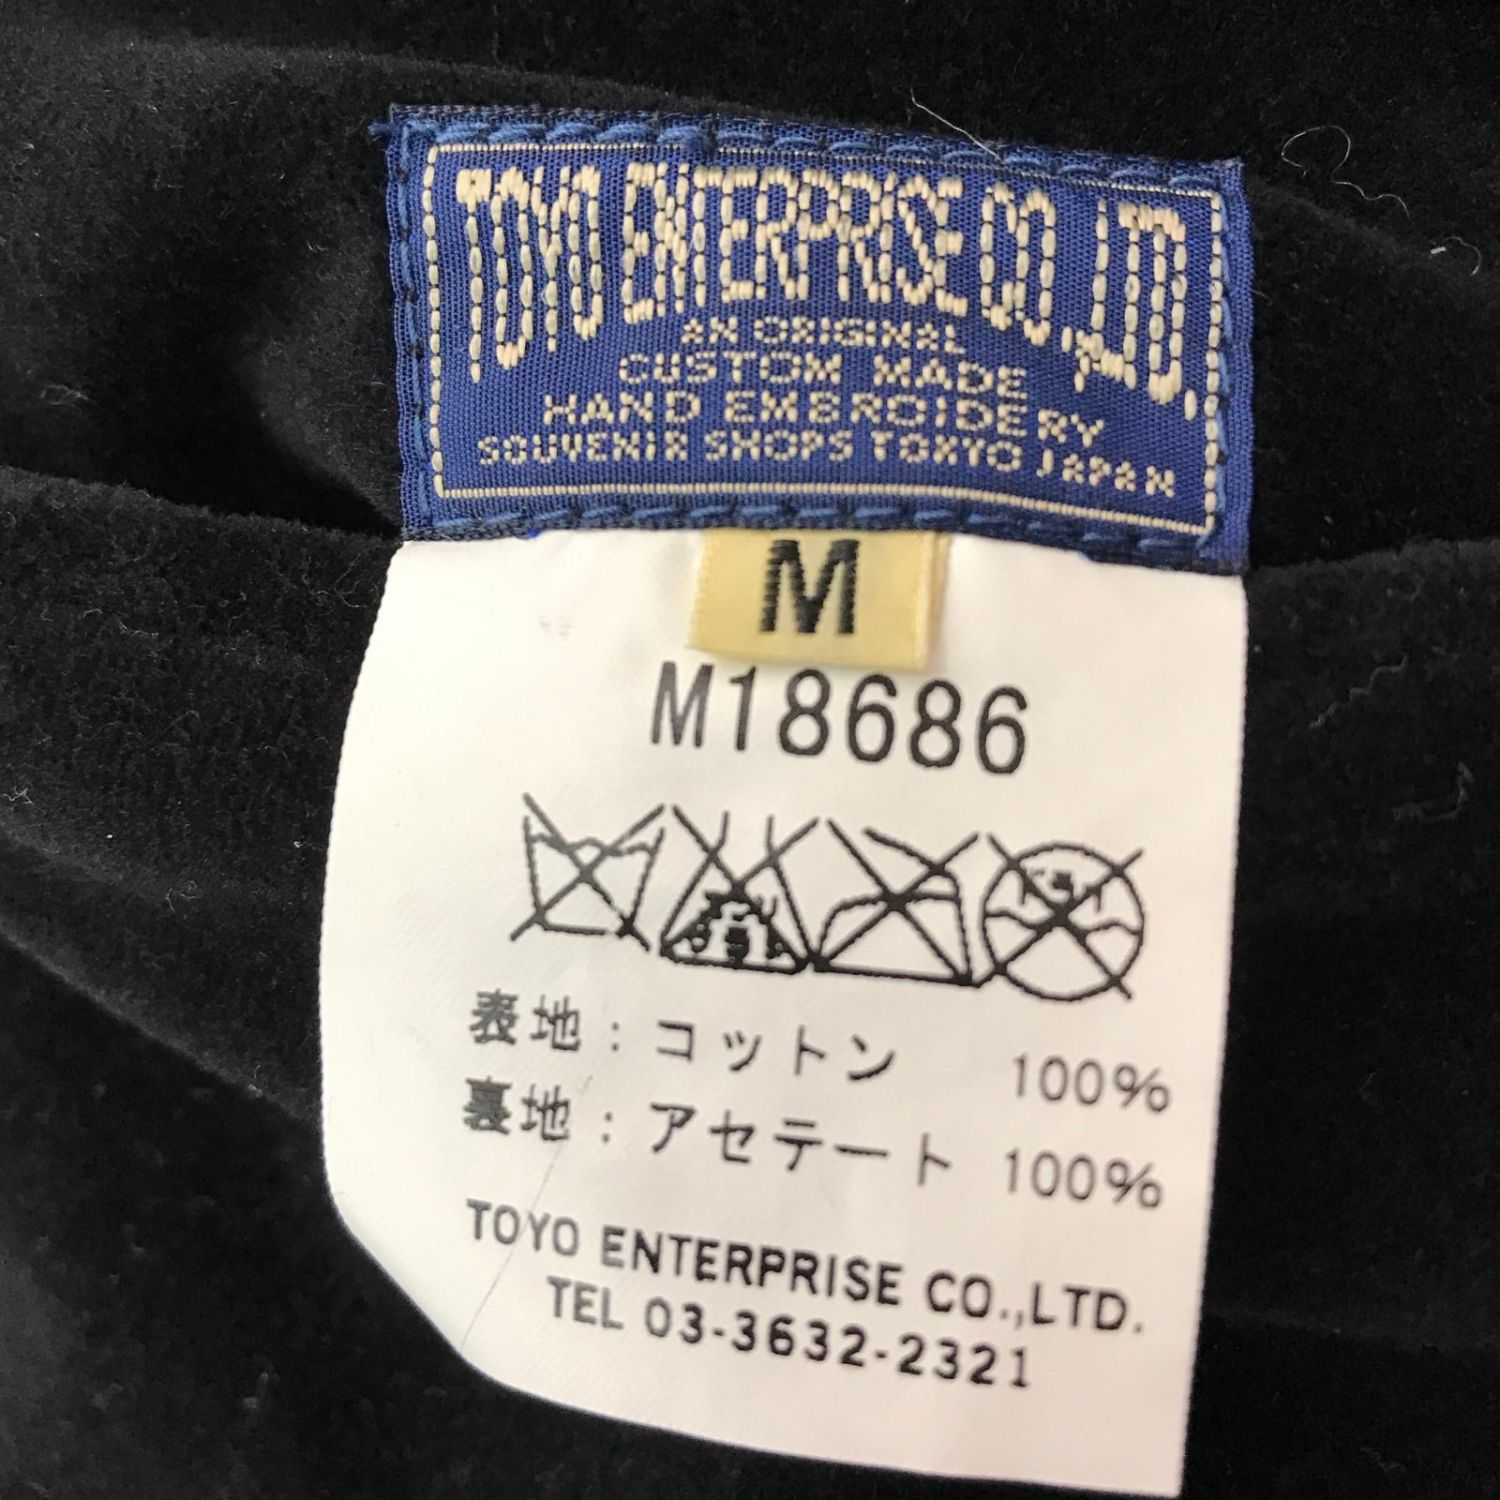 TOYO ENTERPRISE CO.,LTD.
AN ORIGINAL
CUSTOM MADE
HAND EMBROIDERY
SOUVENIR SHOPS TOKYO JAPAN
M
M18686
表地:コットン 100%
裏地:アセテート 100%
TOYO ENTERPRISE CO.,LTD.
TEL 03-3632-2321